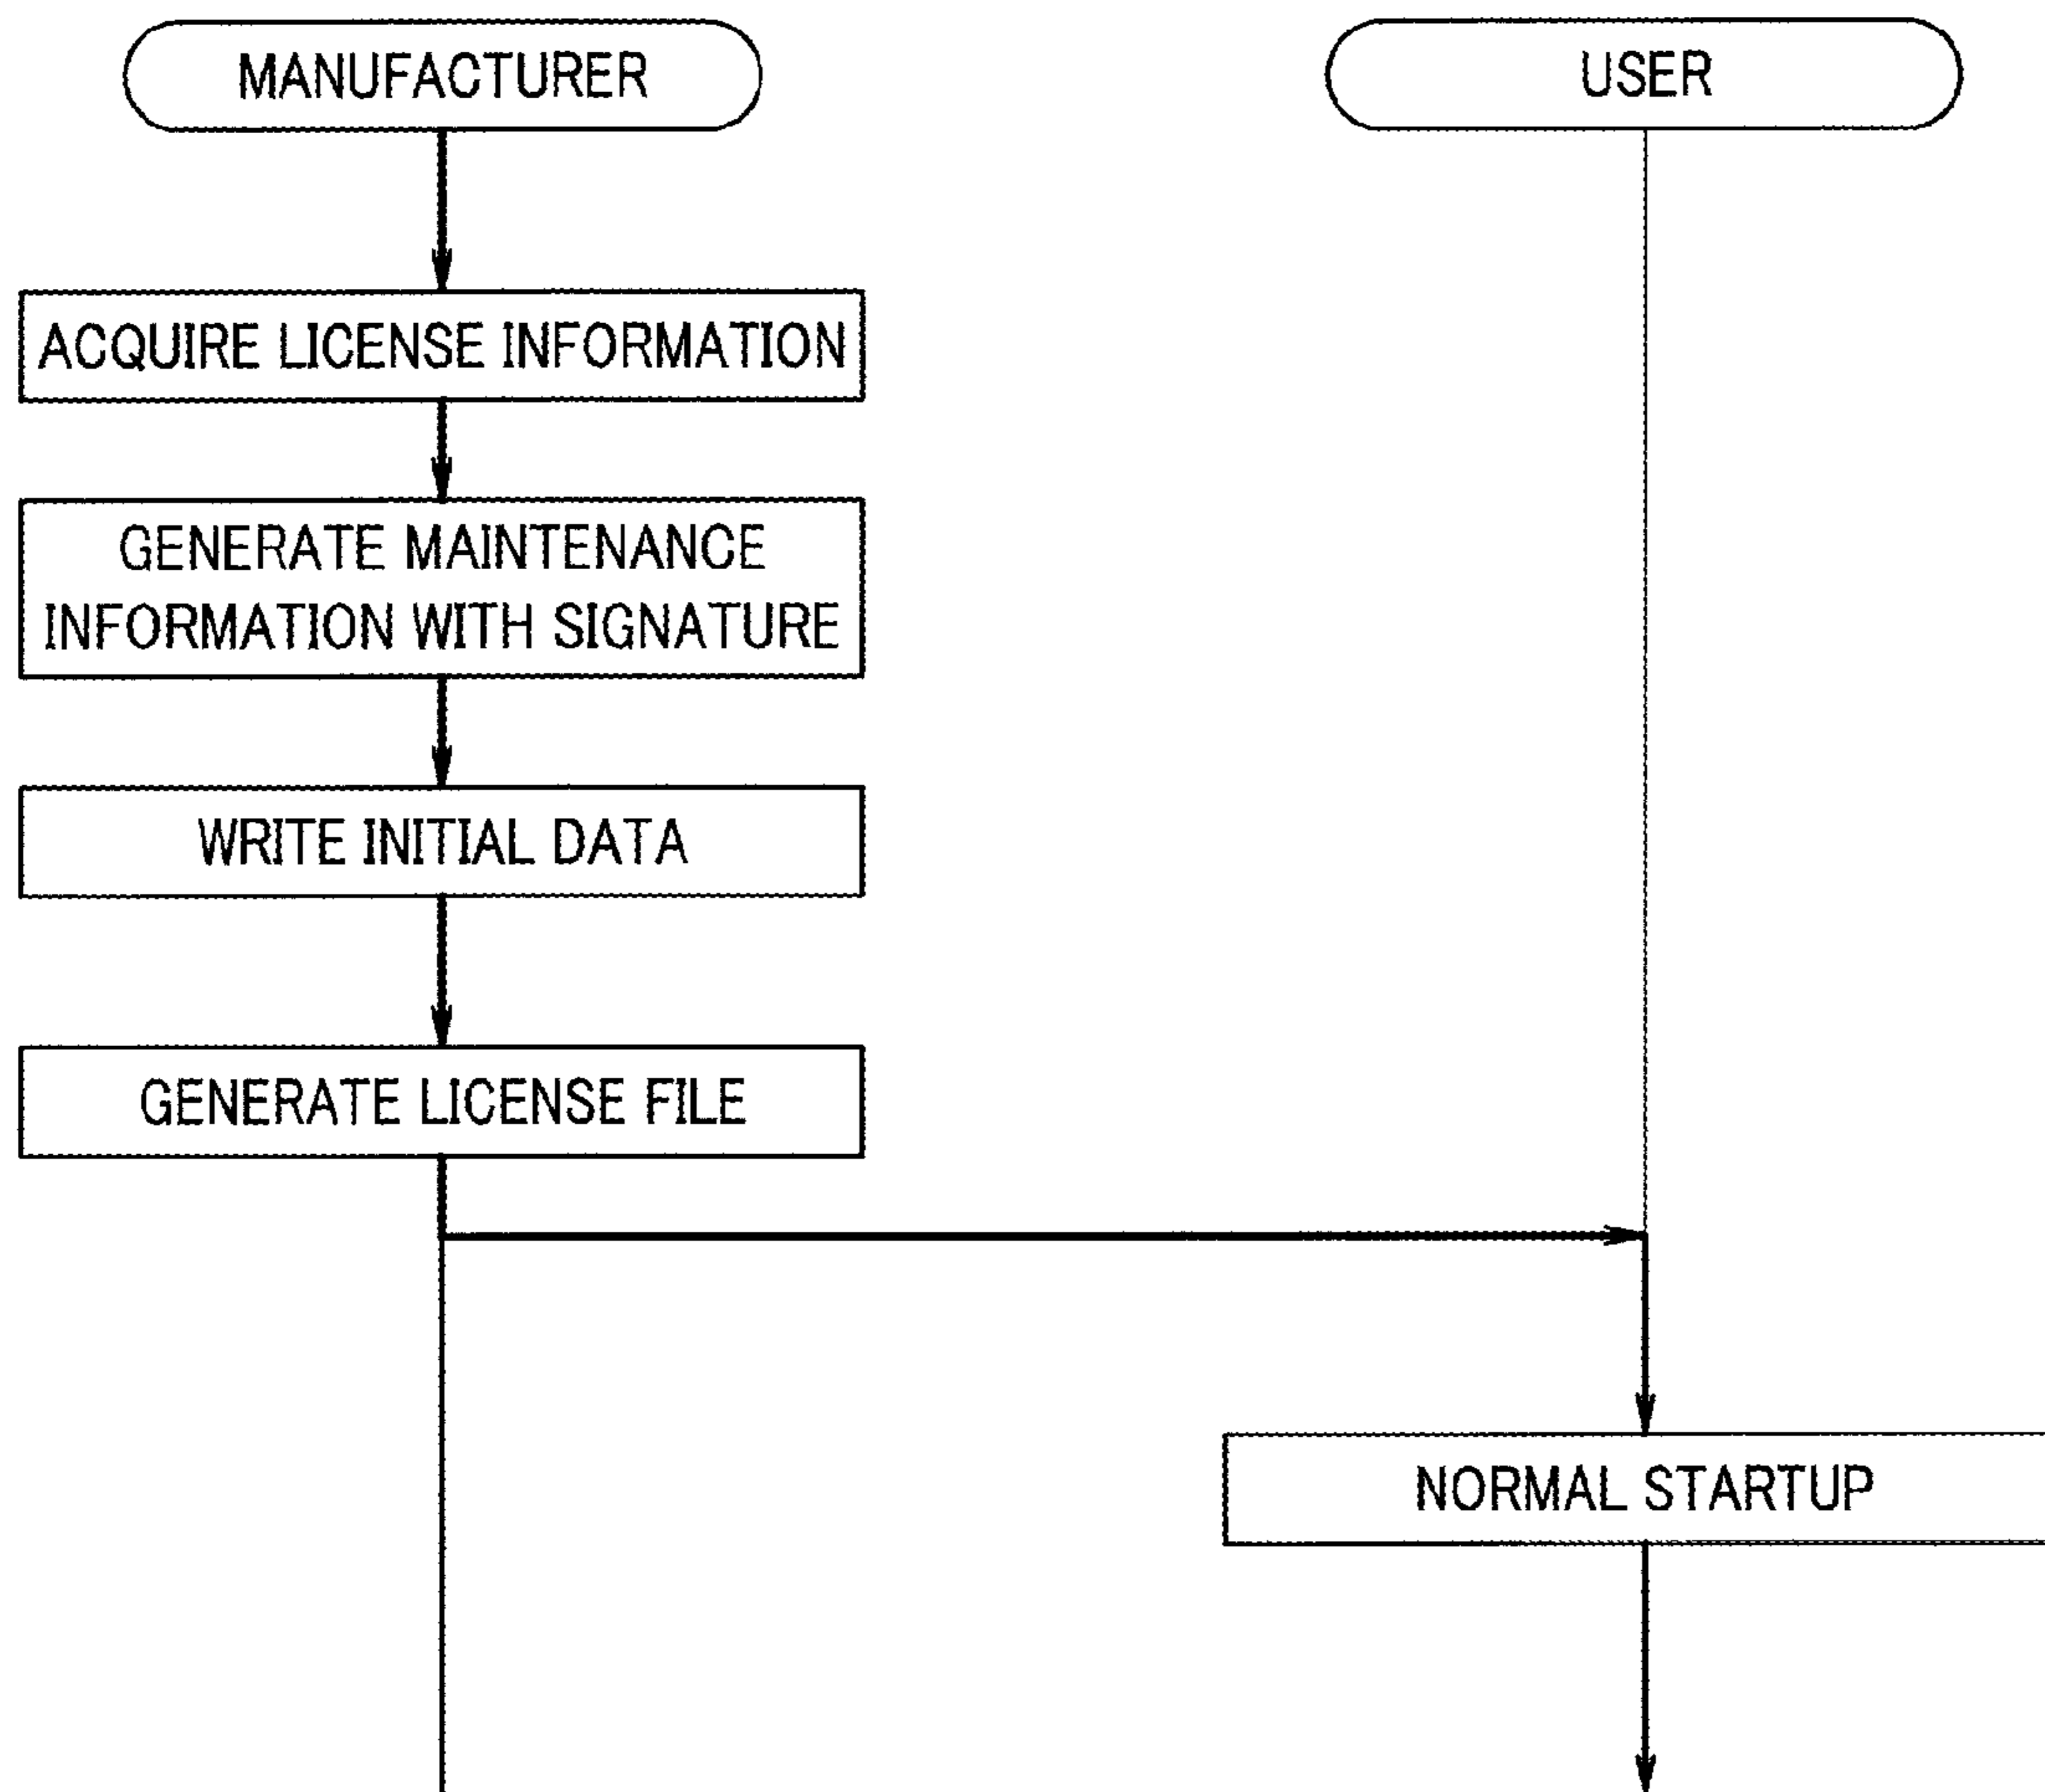 MANUFACTURER
USER
ACQUIRE LICENSE INFORMATION
GENERATE MAINTENANCE
INFORMATION WITH SIGNATURE
WRITE INITIAL DATA
GENERATE LICENSE FILE
NORMAL STARTUP